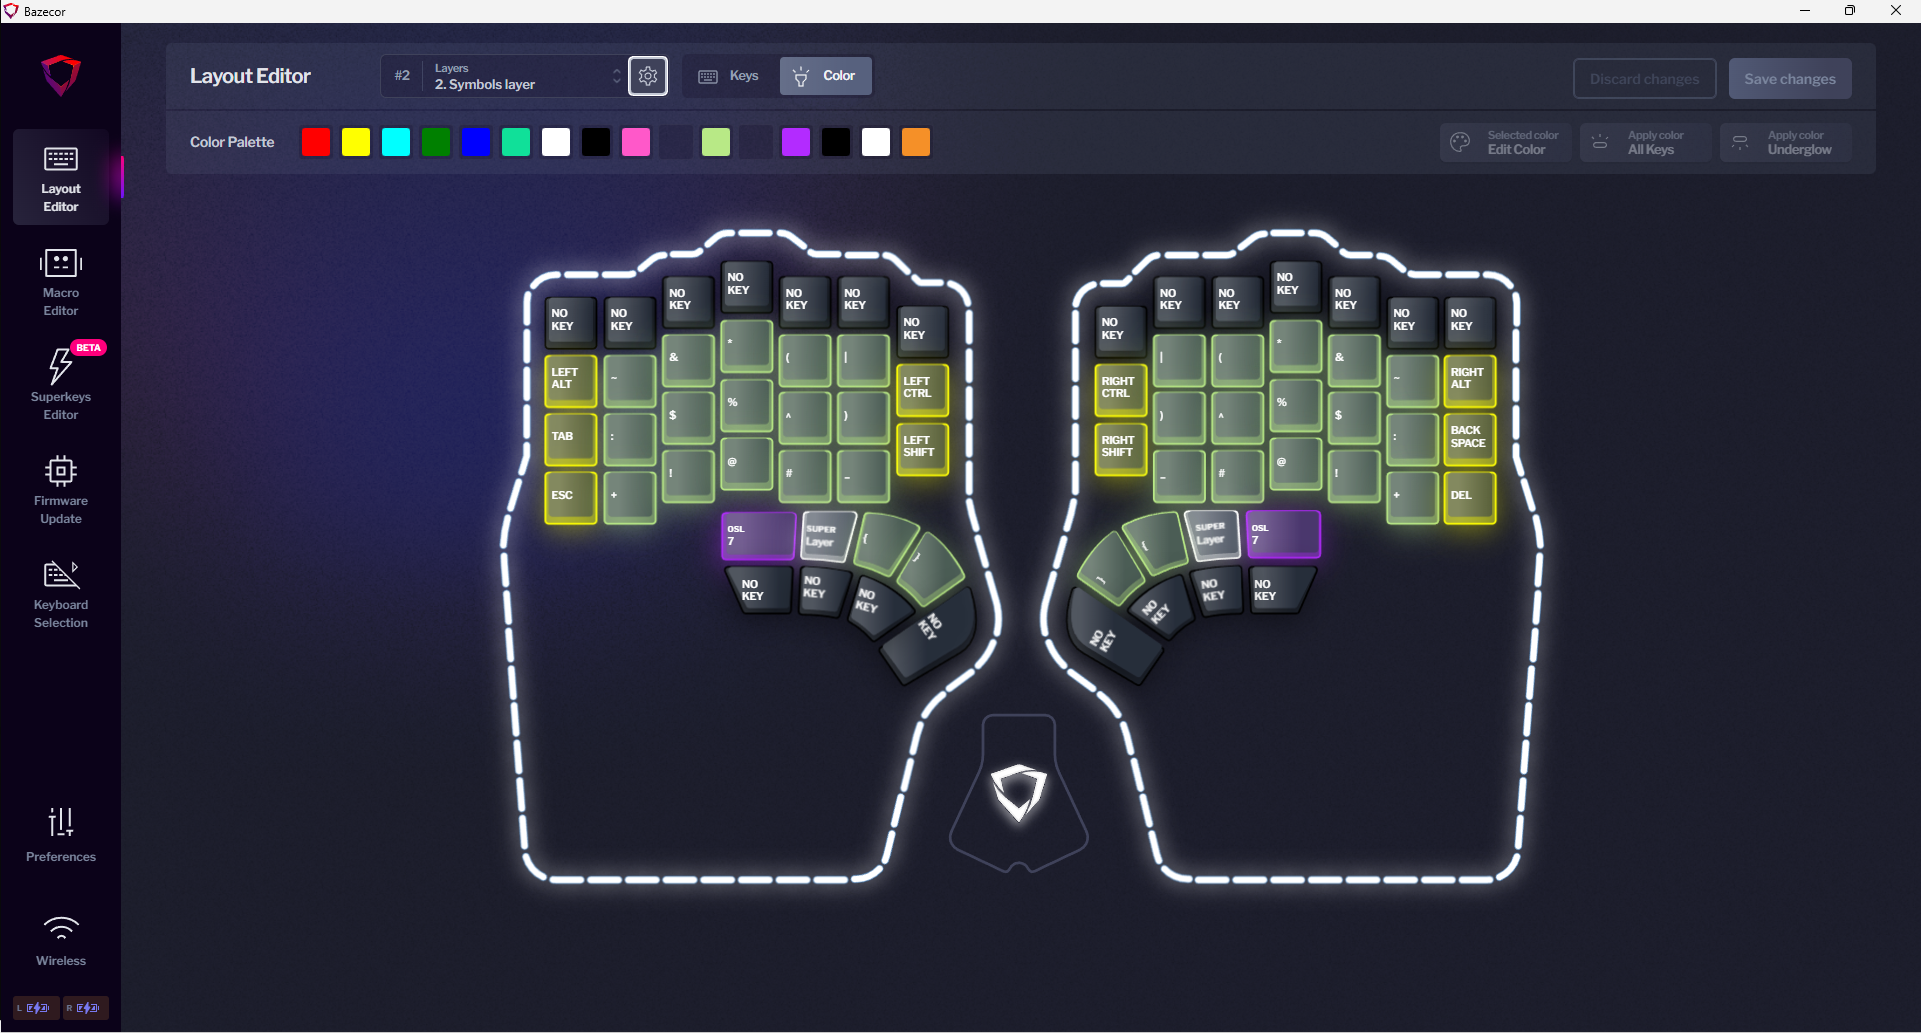 Bazecor
Layout Editor
#2
Layers
2. Symbols layer
Keys
Color
Discard changes
Save changes
Color Palette
Selected color
Edit Color
Apply color
All Keys
Apply color
Underglow
Layout
Editor
Macro
Editor
BETA
Superkeys
Editor
Firmware
Update
Keyboard
Selection
Preferences
Wireless
L
R
NO
KEY
NO
KEY
NO
KEY
NO
KEY
NO
KEY
NO
KEY
NO
KEY
LEFT
ALT
~
&
*
(
|
LEFT
CTRL
TAB
:
$
%
^
)
LEFT
SHIFT
ESC
+
!
@
#
_
OSL
7
SUPER
Layer
{
}
NO
KEY
NO
KEY
NO
KEY
NO
KEY
NO
KEY
NO
KEY
NO
KEY
NO
KEY
NO
KEY
NO
KEY
NO
KEY
RIGHT
CTRL
|
(
*
&
~
RIGHT
ALT
RIGHT
SHIFT
)
^
%
$
:
BACK
SPACE
_
#
@
!
+
DEL
}
{
SUPER
Layer
OSL
7
NO
KEY
NO
KEY
NO
KEY
NO
KEY